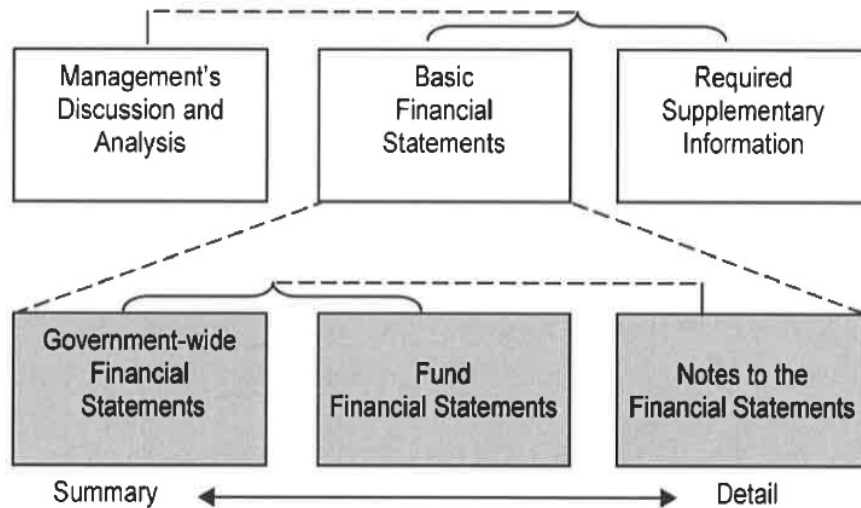 Management's
Discussion and
Analysis
Basic
Financial
Statements
Required
Supplementary
Information
Government-wide
Financial
Statements
Fund
Financial Statements
Notes to the
Financial Statements
Summary
Detail